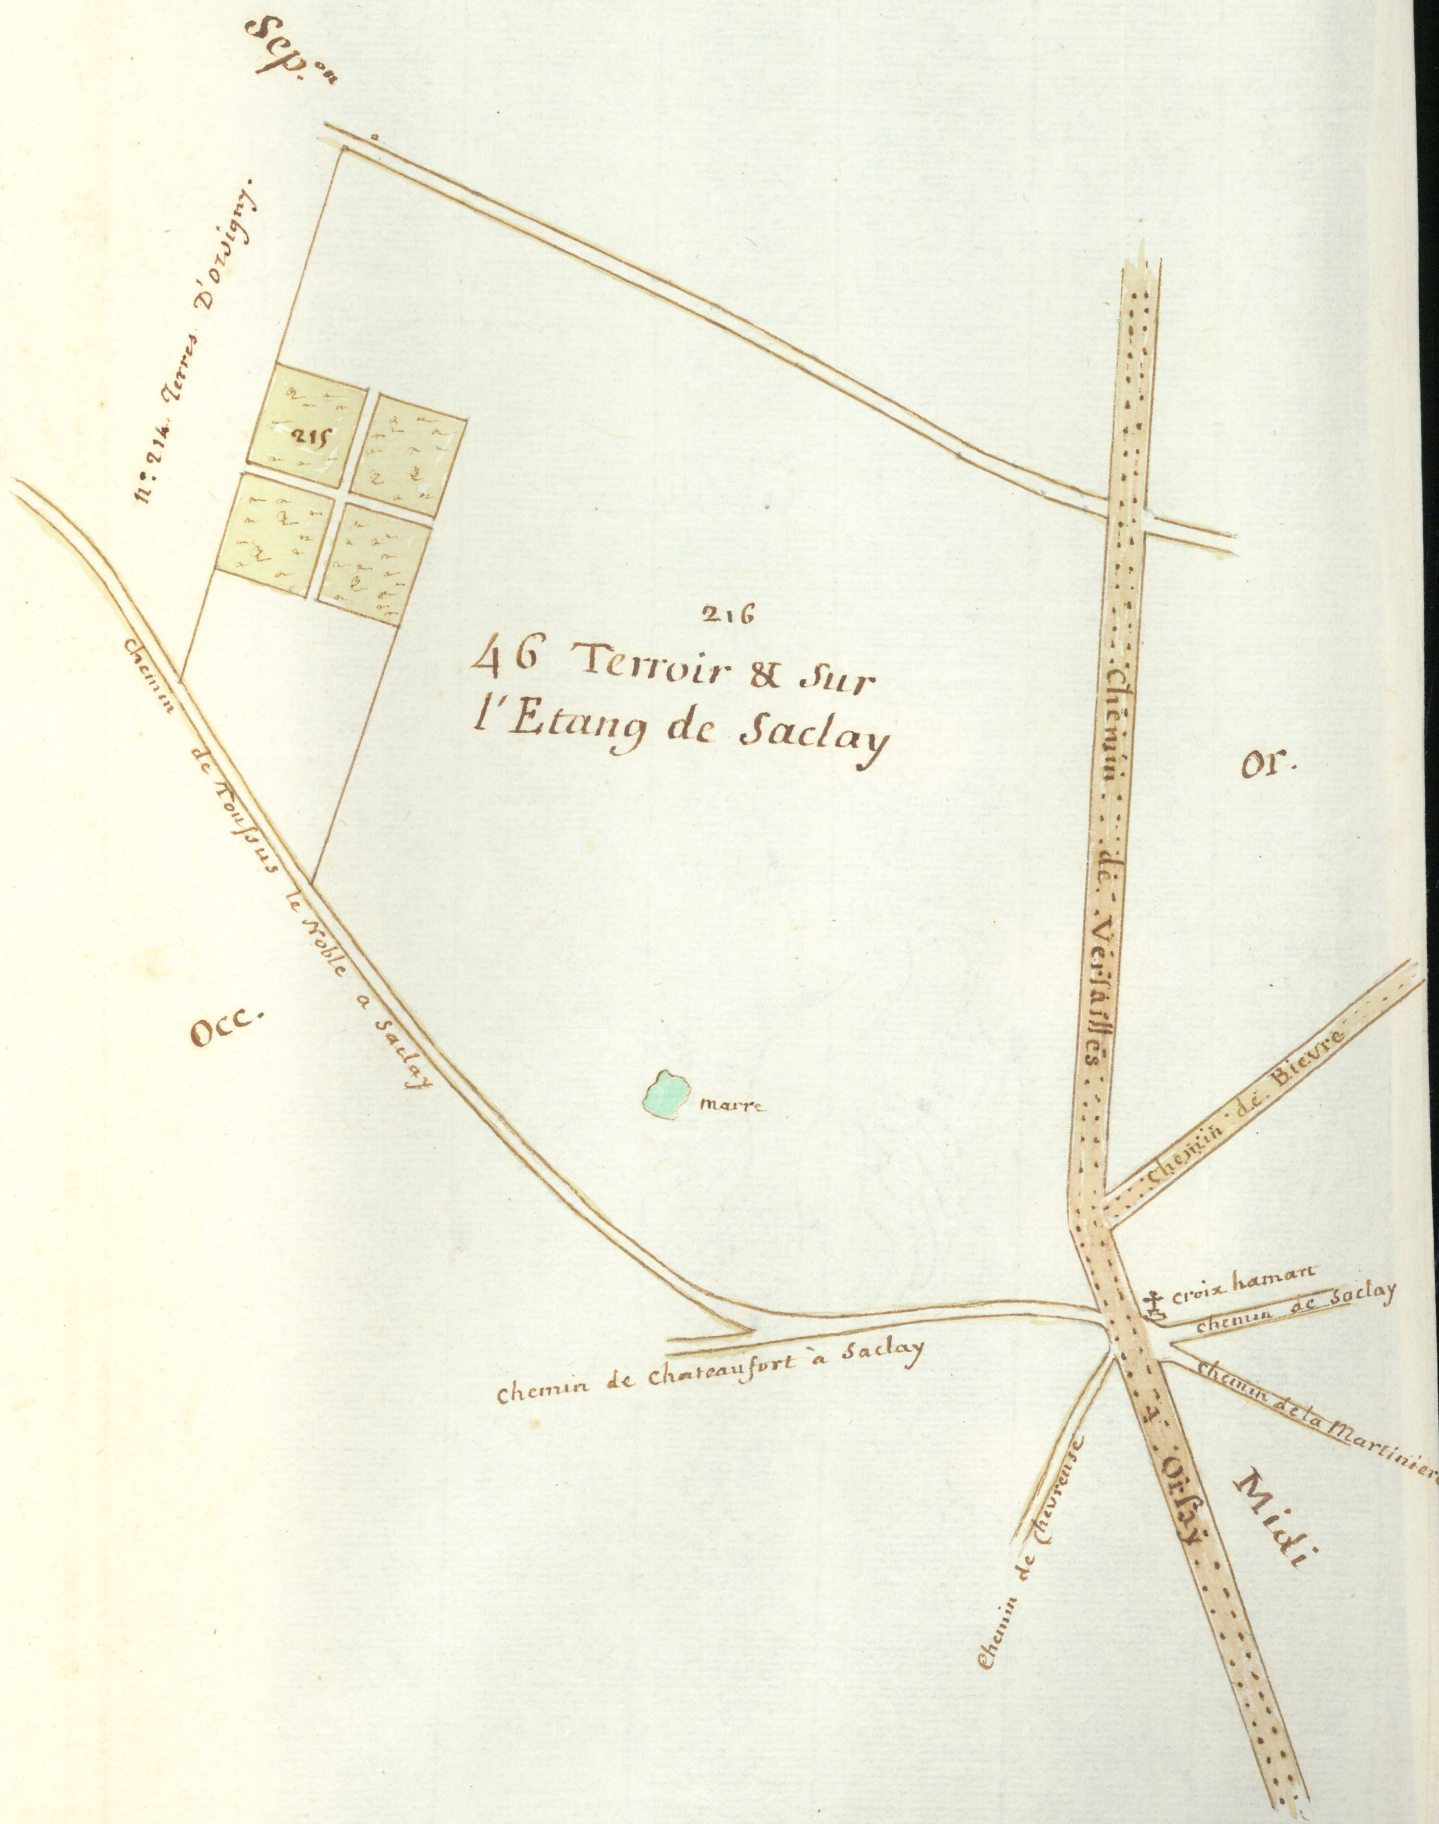 Sep.on
n.º 214. Terres D'orsigny.
215
216
46 Terroir & sur
l'Etang de Saclay
Or.
Chemin de Versailles
à Orsay
chemin de Toussus le Noble a Saclay
Occ.
marre
chemin de Bievre
croix hamart
chemin de Saclay
chemin de la Martiniere
chemin de chateaufort à Saclay
Chemin de Chevreuse
Midi